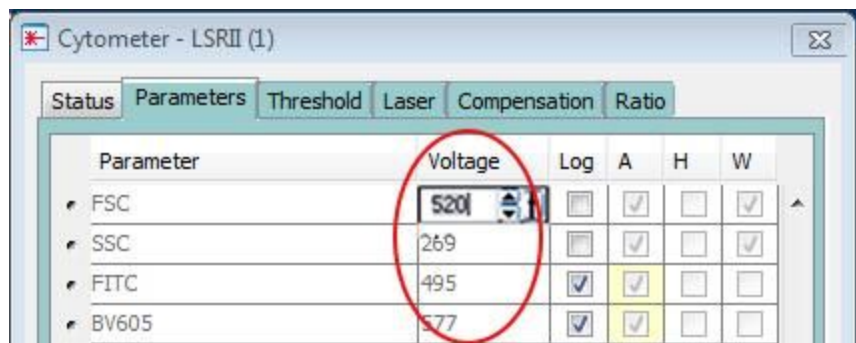 Cytometer - LSRII (1)
Status Parameters Threshold Laser Compensation Ratio
Parameter Voltage Log A H W
FSC 520
SSC 269
FITC 495
BV605 577